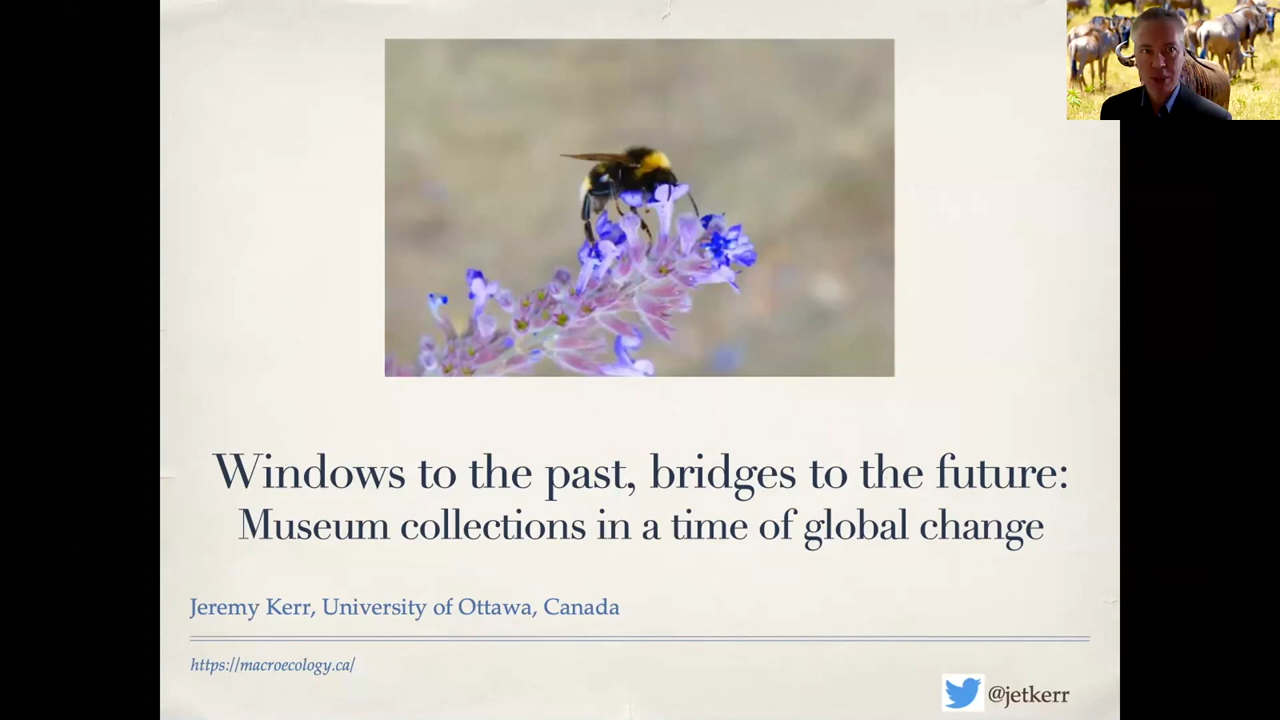 Windows to the past, bridges to the future:
Museum collections in a time of global change
Jeremy Kerr, University of Ottawa, Canada
https://macroecology.ca/
@jetkerr